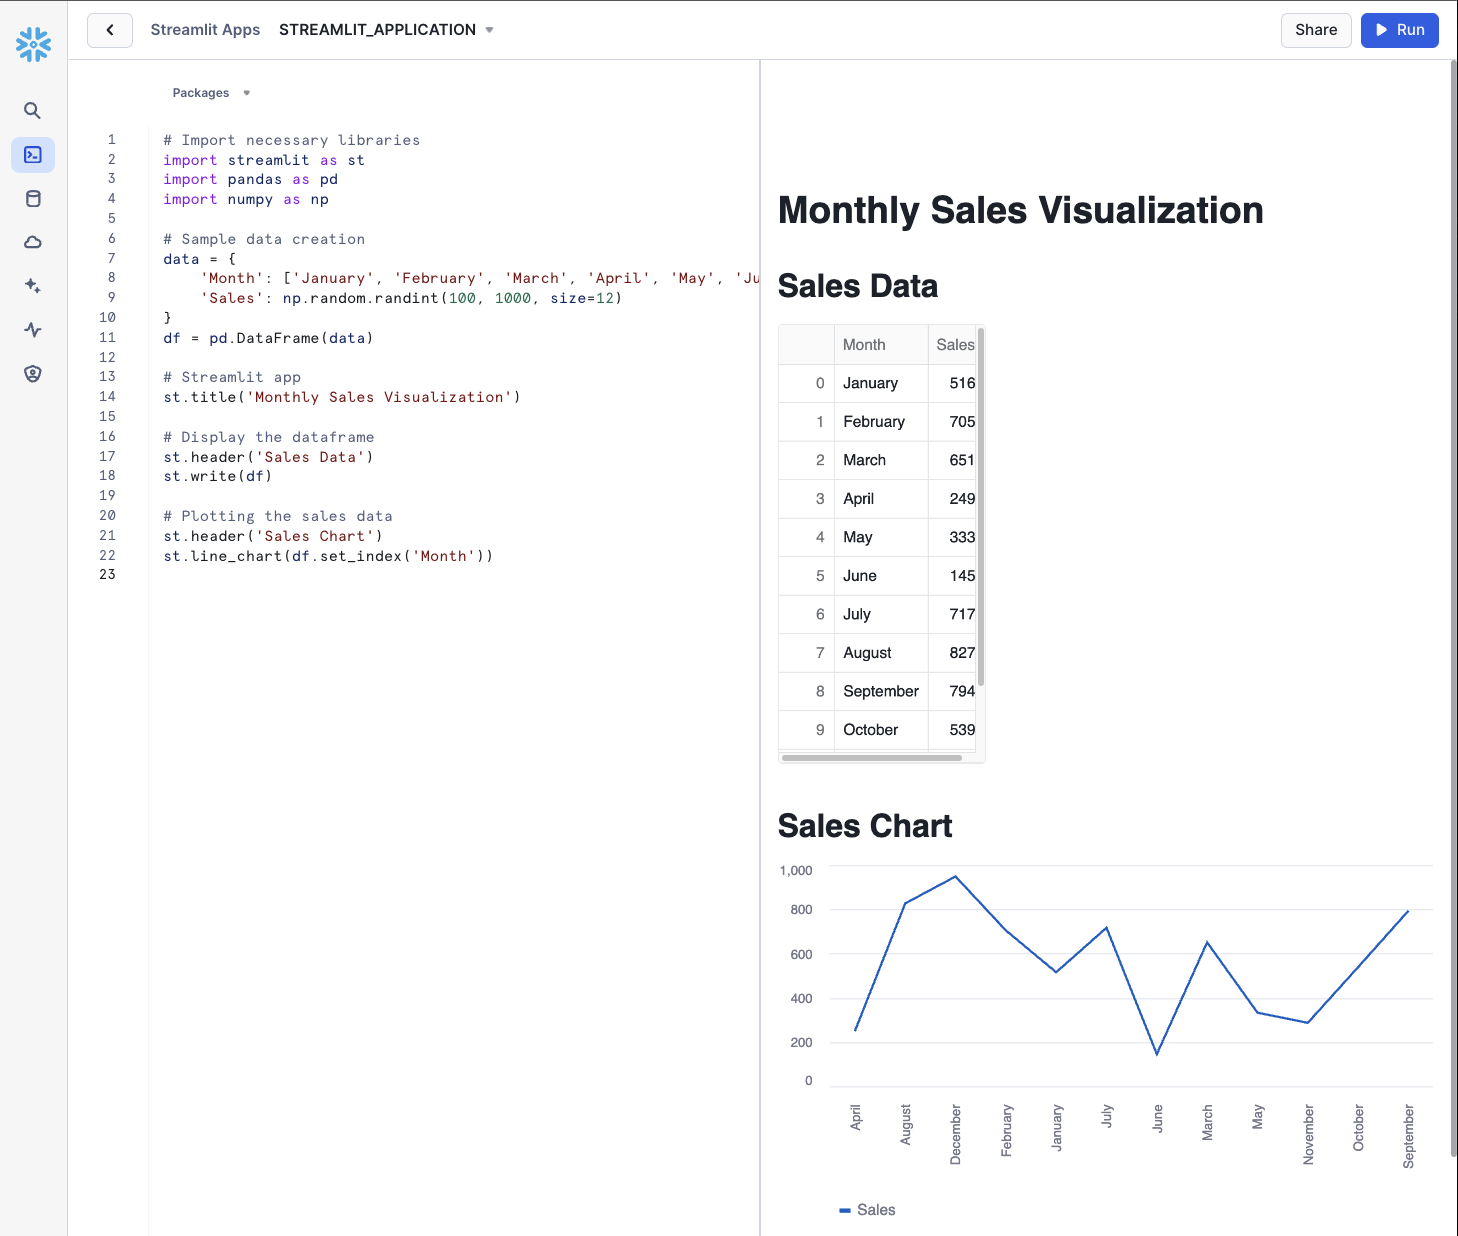 Streamlit Apps STREAMLIT_APPLICATION
Share Run
Packages
1 # Import necessary libraries
2 import streamlit as st
3 import pandas as pd
4 import numpy as np
5
6 # Sample data creation
7 data = {
8 'Month': ['January', 'February', 'March', 'April', 'May', 'Ju
9 'Sales': np.random.randint(100, 1000, size=12)
10 }
11 df = pd.DataFrame(data)
12
13 # Streamlit app
14 st.title('Monthly Sales Visualization')
15
16 # Display the dataframe
17 st.header('Sales Data')
18 st.write(df)
19
20 # Plotting the sales data
21 st.header('Sales Chart')
22 st.line_chart(df.set_index('Month'))
23
Monthly Sales Visualization
Sales Data
Month Sales
0 January 516
1 February 705
2 March 651
3 April 249
4 May 333
5 June 145
6 July 717
7 August 827
8 September 794
9 October 539
Sales Chart
1,000
800
600
400
200
0
April August December February January July June March May November October September
Sales